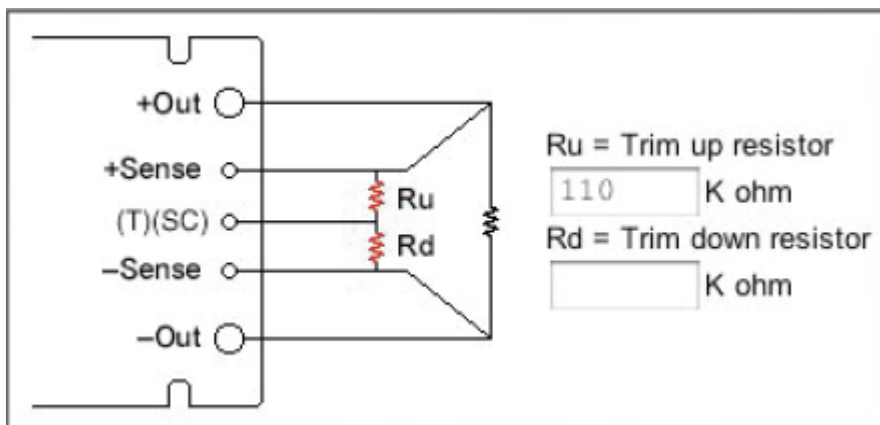 +Out
+Sense
(T)(SC)
–Sense
–Out
Ru
Rd
Ru = Trim up resistor
110 K ohm
Rd = Trim down resistor
K ohm